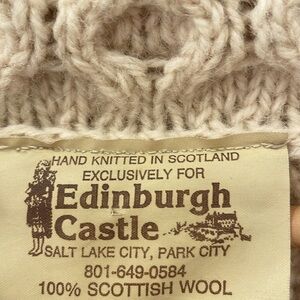 HAND KNITTED IN SCOTLAND
EXCLUSIVELY FOR
Edinburgh
Castle
SALT LAKE CITY, PARK CITY
801-649-0584
100% SCOTTISH WOOL